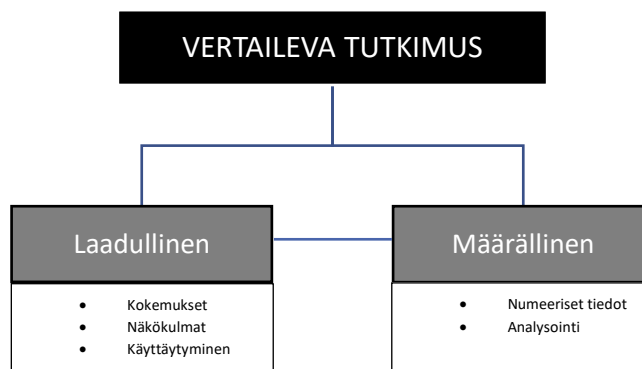 VERTAILEVA TUTKIMUS
Laadullinen
• Kokemukset
• Näkökulmat
• Käyttäytyminen
Määrällinen
• Numeeriset tiedot
• Analysointi